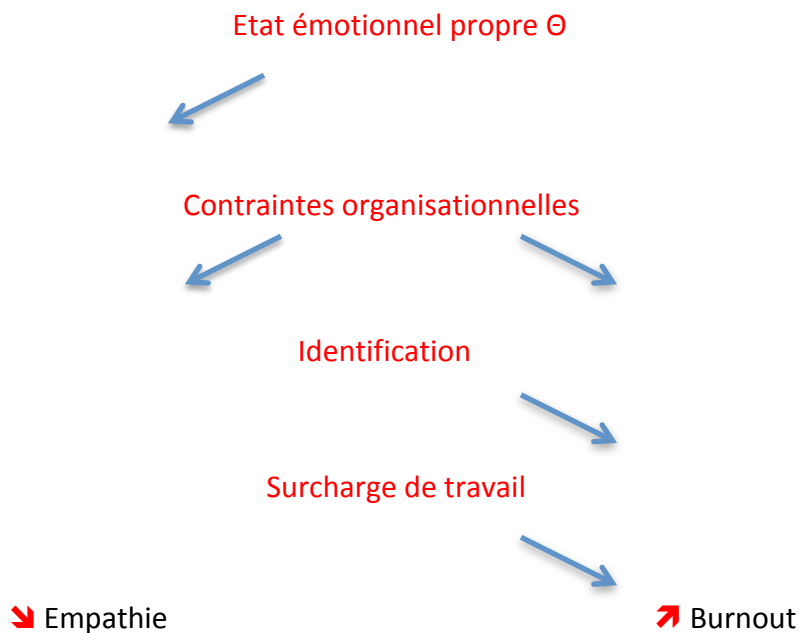 Etat émotionnel propre Θ
Contraintes organisationnelles
Identification
Surcharge de travail
Empathie
Burnout